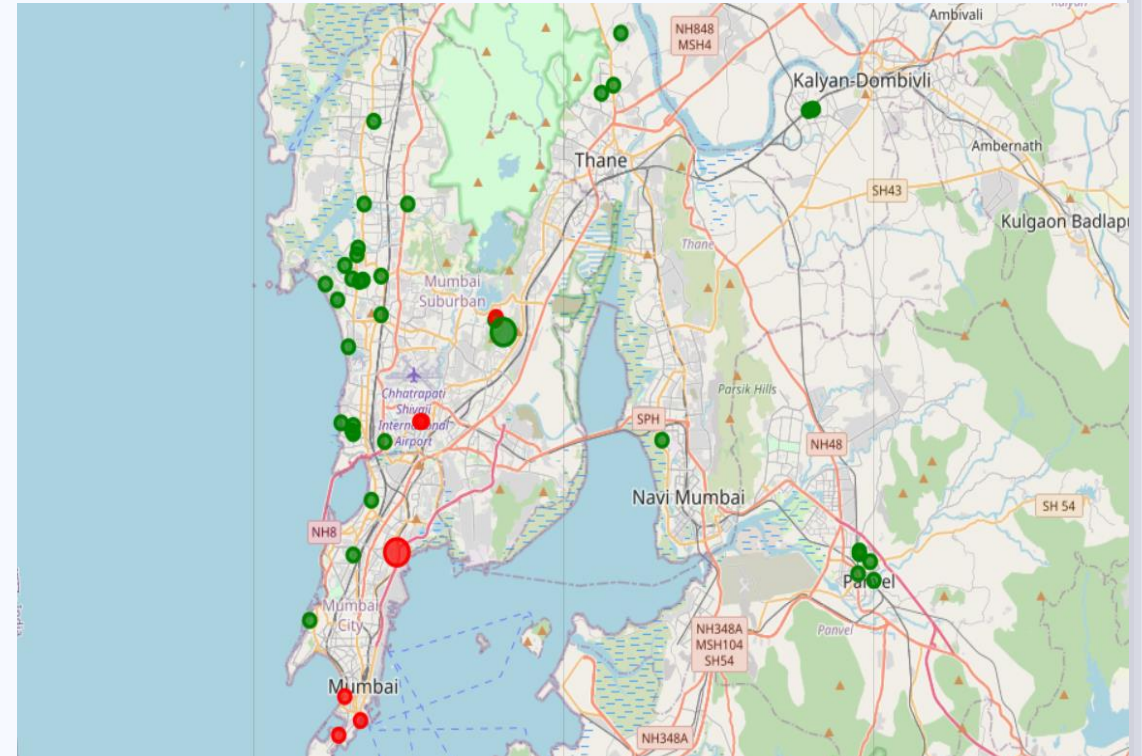 Ambivali
NH848
MSH4
Kalyan-Dombivli
Ambernath
Thane
SH43
Kulgaon Badlapu
Thane
Mumbai
Suburban
Parsik Hills
Chhatrapati
Shivaji
International
Airport
SPH
NH48
Navi Mumbai
SH 54
NH8
Panvel
Mumbai
City
NH348A
MSH104
SH54
Panvel
Mumbai
NH348A